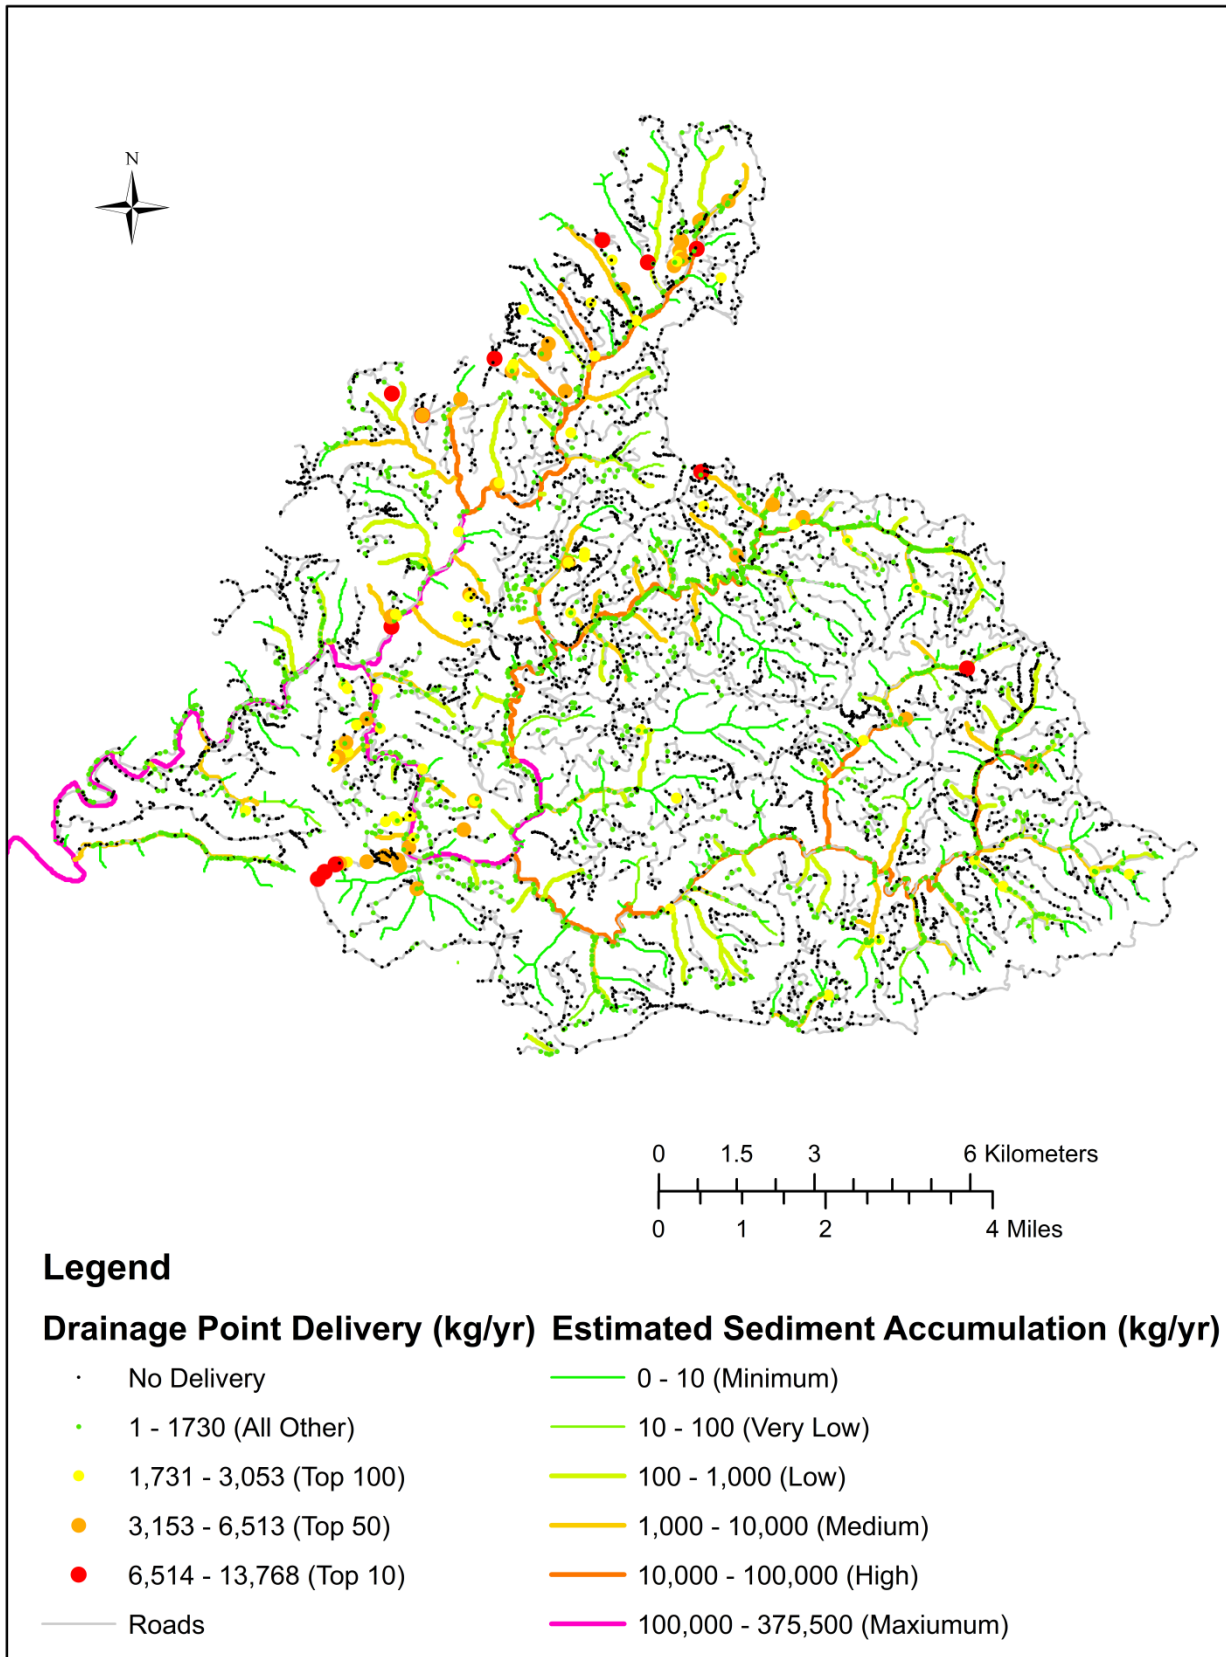 N
0 1.5 3 6 Kilometers
0 1 2 4 Miles
Legend
Drainage Point Delivery (kg/yr) Estimated Sediment Accumulation (kg/yr)
No Delivery 0 - 10 (Minimum)
1 - 1730 (All Other) 10 - 100 (Very Low)
1,731 - 3,053 (Top 100) 100 - 1,000 (Low)
3,153 - 6,513 (Top 50) 1,000 - 10,000 (Medium)
6,514 - 13,768 (Top 10) 10,000 - 100,000 (High)
Roads 100,000 - 375,500 (Maxiumum)